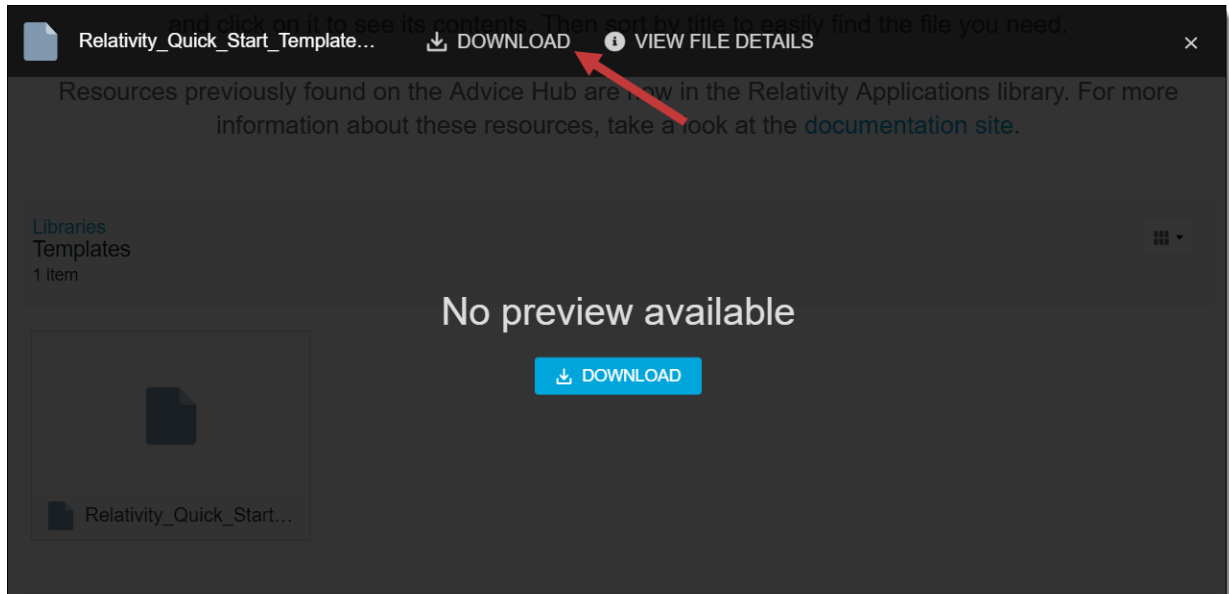 and click on it to see its contents. Then sort by title to easily find the file you need.
Relativity_Quick_Start_Template... DOWNLOAD VIEW FILE DETAILS
Resources previously found on the Advice Hub are now in the Relativity Applications library. For more
information about these resources, take a look at the documentation site.
Libraries
Templates
1 item
No preview available
DOWNLOAD
Relativity_Quick_Start...